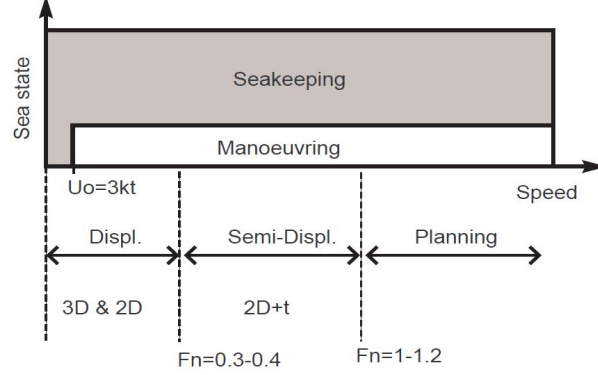 Sea state
Seakeeping
Manoeuvring
Uo=3kt
Speed
Displ.
Semi-Displ.
Planning
3D & 2D
2D+t
Fn=0.3-0.4
Fn=1-1.2